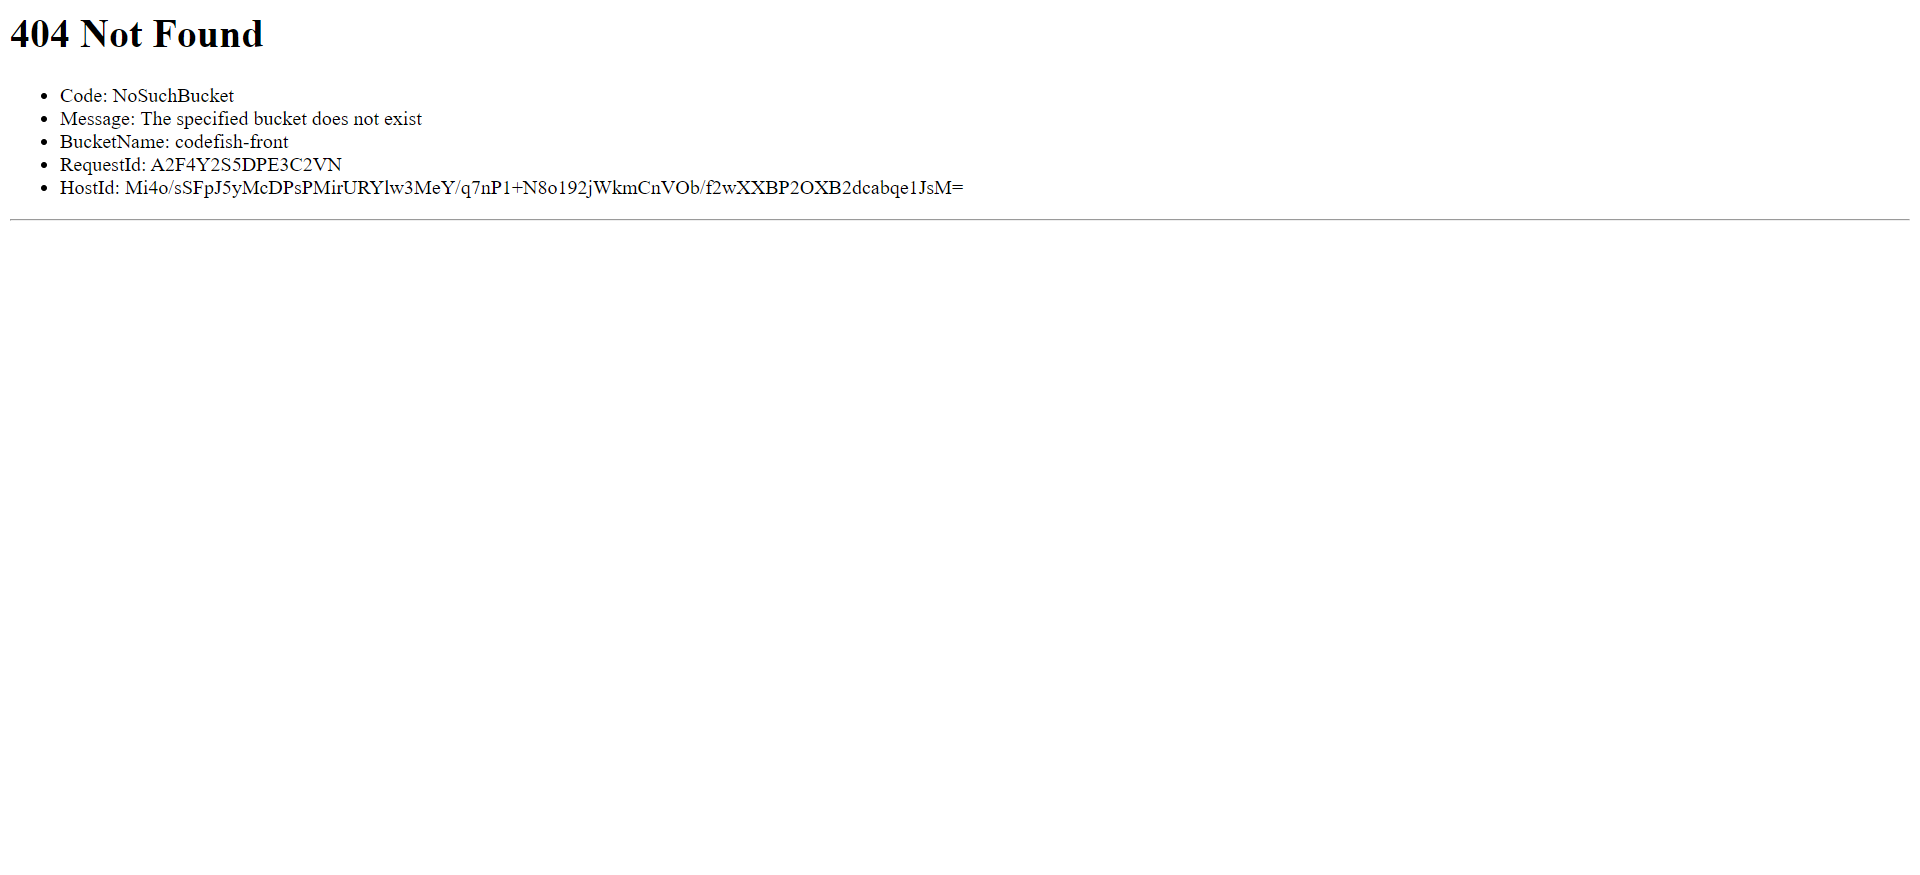 404 Not Found
Code: NoSuchBucket
Message: The specified bucket does not exist
BucketName: codefish-front
RequestId: A2F4Y2S5DPE3C2VN
HostId: Mi4o/sSFpJ5yMcDPsPMirURYlw3MeY/q7nP1+N8o192jWkmCnVOb/f2wXXBP2OXB2dcabqe1JsM=